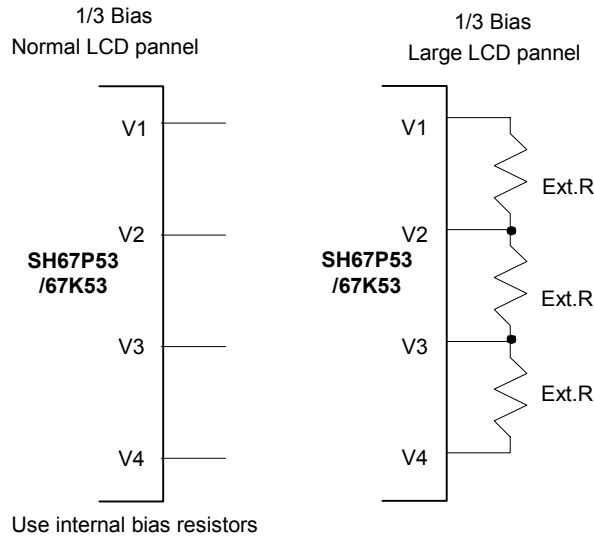 1/3 Bias
Normal LCD pannel
V1
V2
SH67P53
/67K53
V3
V4
Use internal bias resistors
1/3 Bias
Large LCD pannel
V1
Ext.R
V2
SH67P53
/67K53
Ext.R
V3
Ext.R
V4